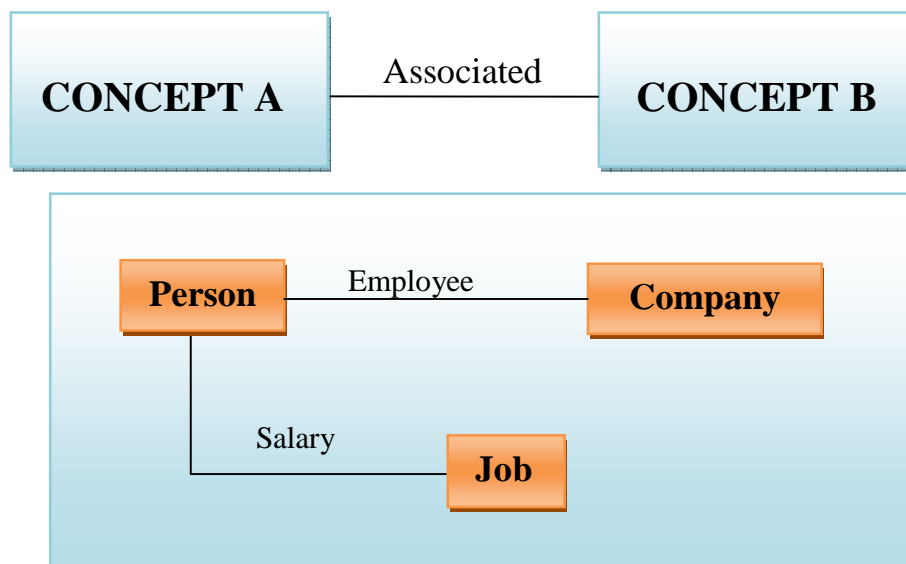 Associated
CONCEPT A
CONCEPT B
Employee
Person
Company
Salary
Job